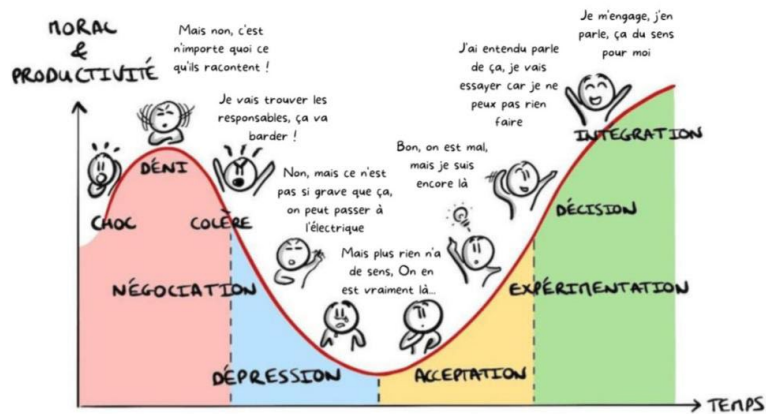 MORAL
&
PRODUCTIVITÉ
Mais non, c'est
n'importe quoi ce
qu'ils racontent !
Je vais trouver les
responsables, ça va
barder !
Non, mais ce n'est
pas si grave que ça,
on peut passer à
l'électrique
Mais plus rien n'a
de sens, On en
est vraiment là...
Bon, on est mal,
mais je suis
encore là
J'ai entendu parle
de ça, je vais
essayer car je ne
peux pas rien
faire
Je m'engage, j'en
parle, ça du sens
pour moi
CHOC
DÉNI
COLÈRE
NÉGOCIATION
DÉPRESSION
ACCEPTATION
EXPÉRIMENTATION
DÉCISION
INTEGRATION
TEMPS